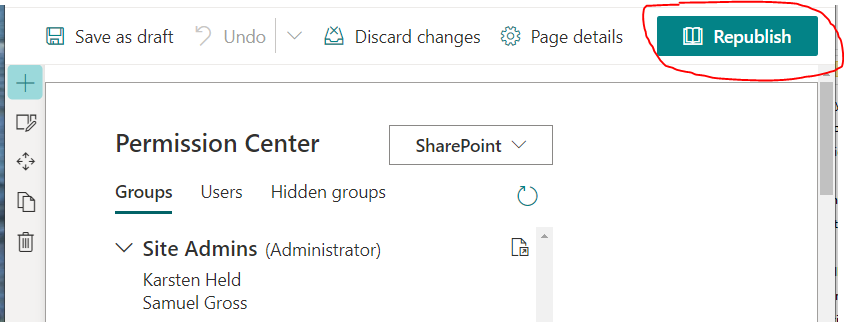 Save as draft Undo Discard changes Page details Republish
Permission Center SharePoint
Groups Users Hidden groups
Site Admins (Administrator)
Karsten Held
Samuel Gross